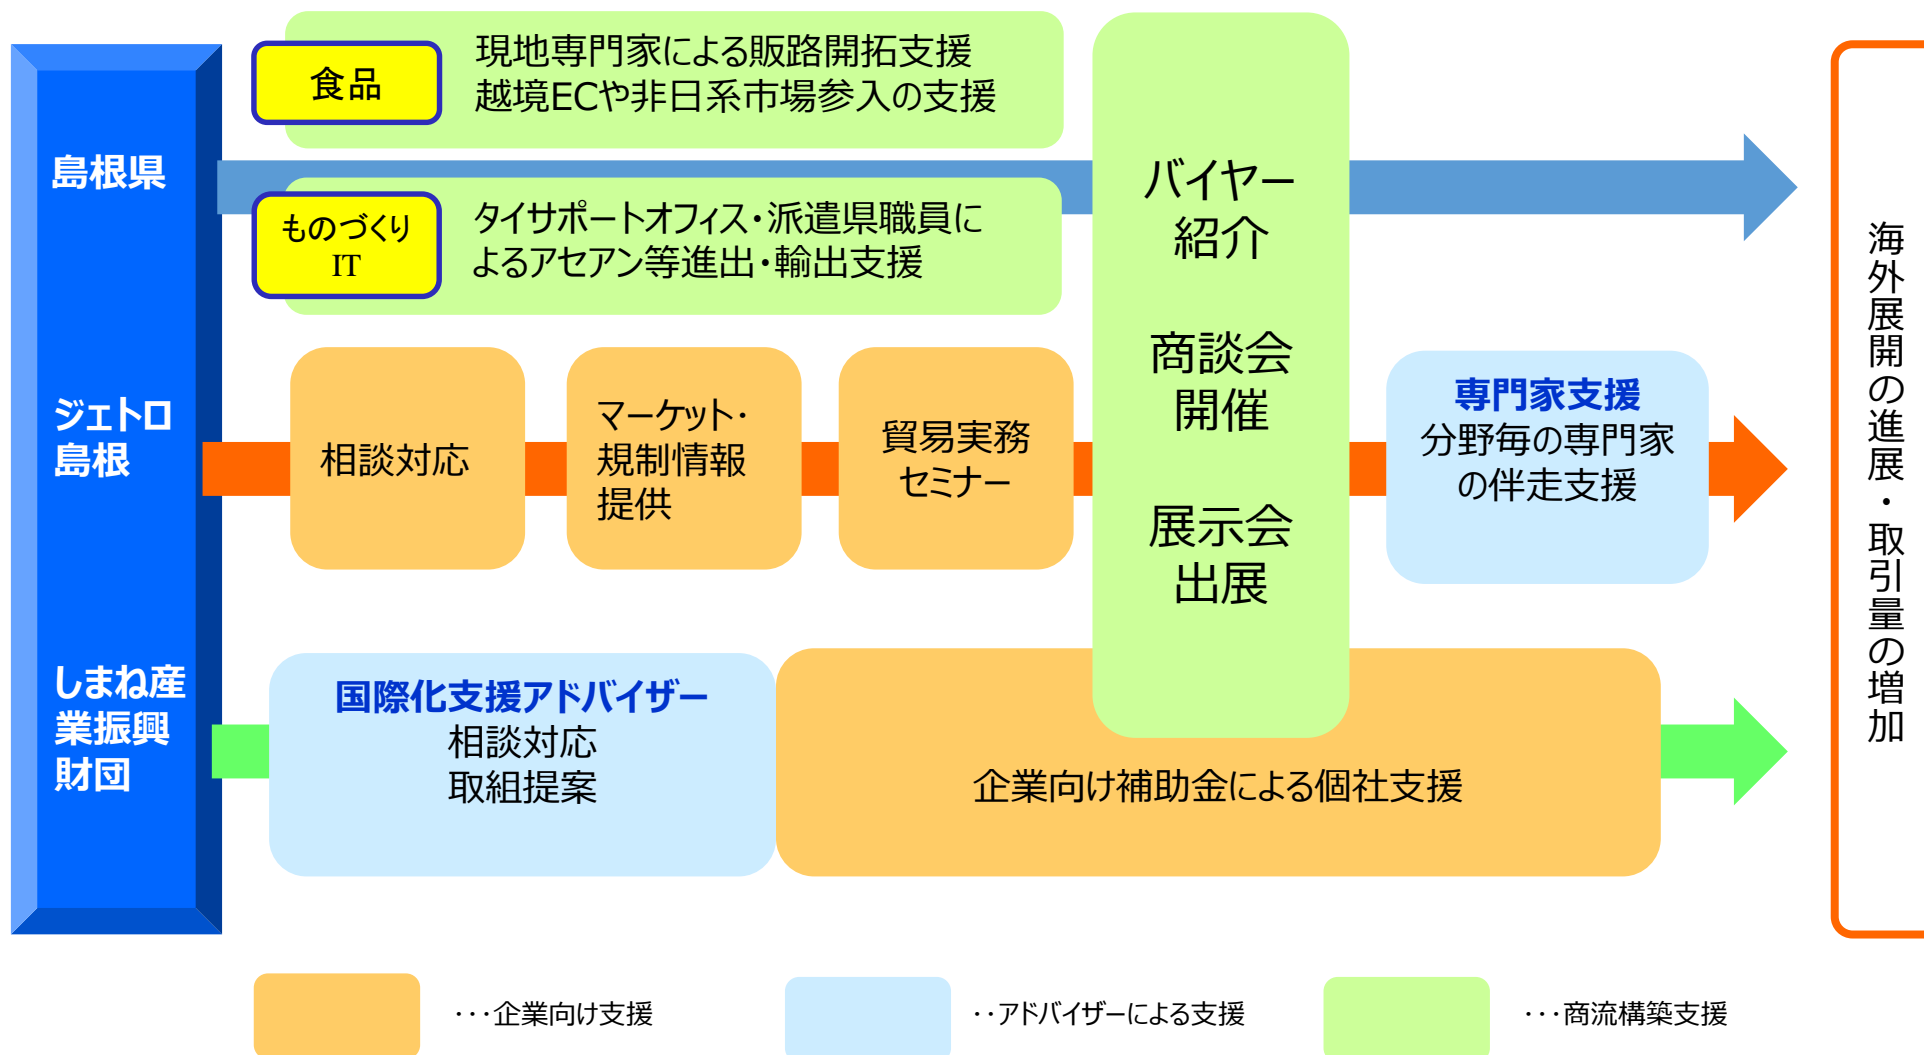 島根県
食品
現地専門家による販路開拓支援
越境ECや非日系市場参入の支援
ものづくり
IT
タイサポートオフィス・派遣県職員に
よるアセアン等進出・輸出支援
ジェトロ
島根
相談対応
マーケット・
規制情報
提供
貿易実務
セミナー
バイヤー
紹介
商談会
開催
展示会
出展
専門家支援
分野毎の専門家
の伴走支援
しまね産
業振興
財団
国際化支援アドバイザー
相談対応
取組提案
企業向け補助金による個社支援
海外展開の進展・取引量の増加
・・・企業向け支援
・・アドバイザーによる支援
・・・商流構築支援